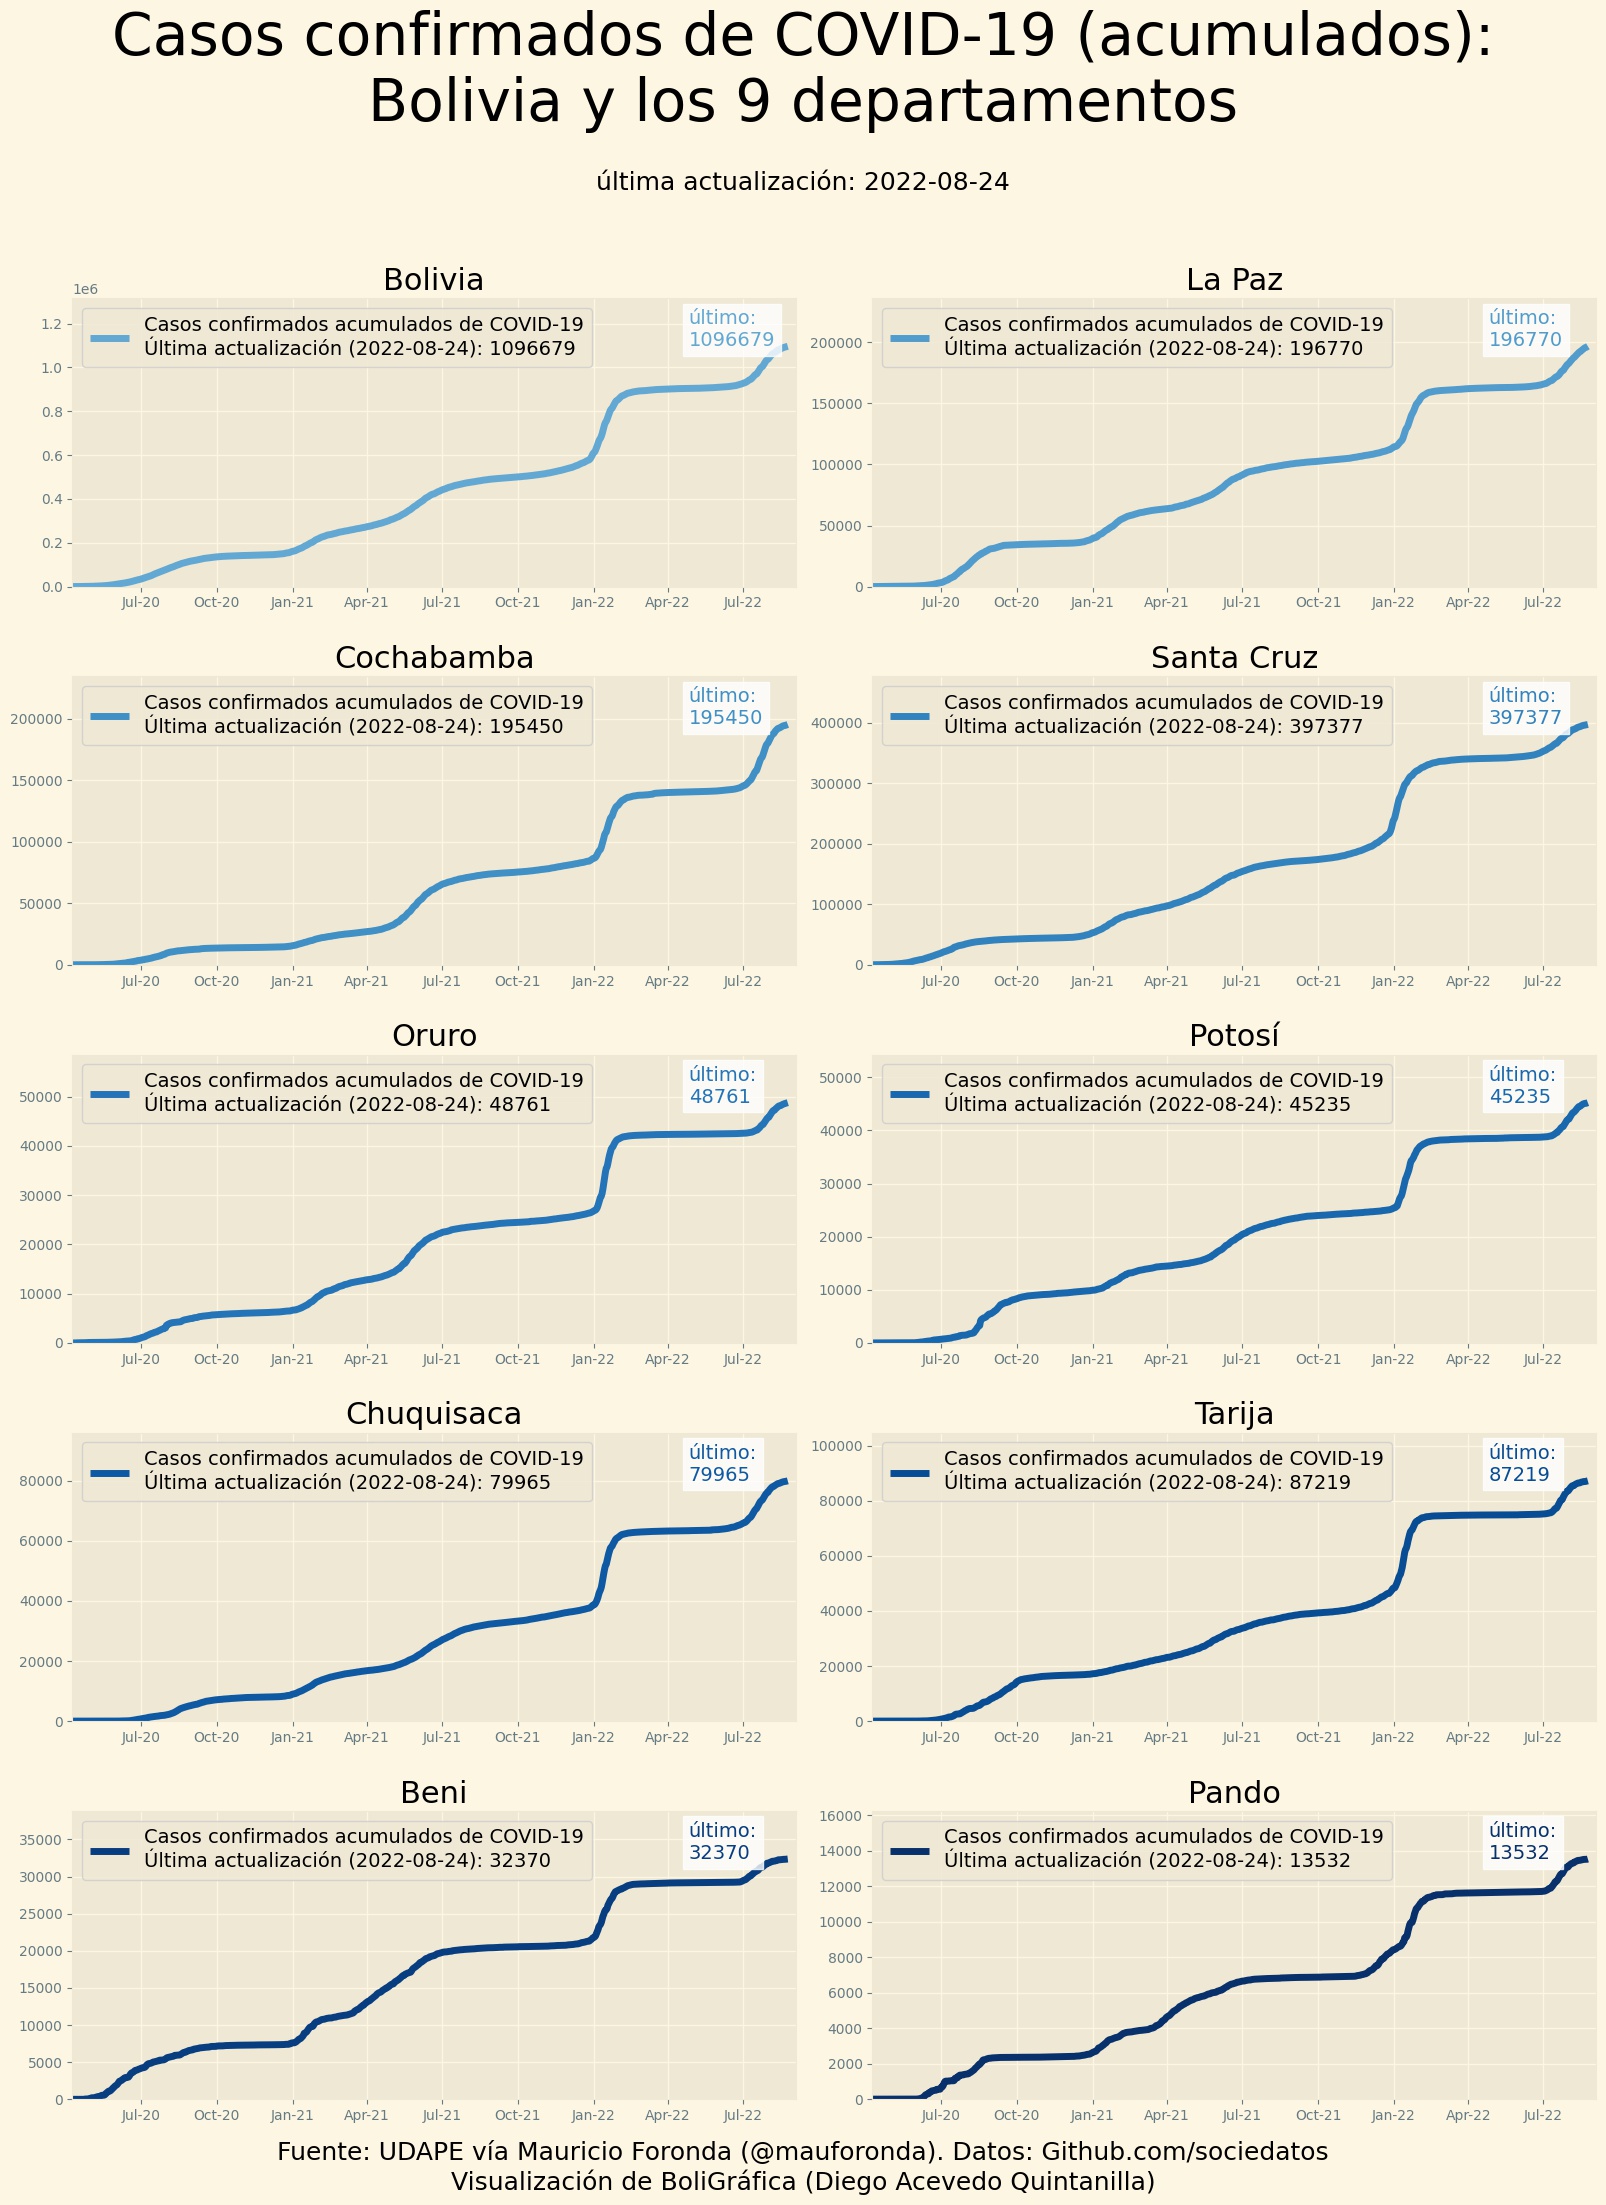 Casos confirmados de COVID-19 (acumulados):
Bolivia y los 9 departamentos
última actualización: 2022-08-24
Bolivia
1e6
Casos confirmados acumulados de COVID-19
Última actualización (2022-08-24): 1096679
último:
1096679
1.2
1.0
0.8
0.6
0.4
0.2
0.0
Jul-20 Oct-20 Jan-21 Apr-21 Jul-21 Oct-21 Jan-22 Apr-22 Jul-22
La Paz
Casos confirmados acumulados de COVID-19
Última actualización (2022-08-24): 196770
último:
196770
200000
150000
100000
50000
0
Jul-20 Oct-20 Jan-21 Apr-21 Jul-21 Oct-21 Jan-22 Apr-22 Jul-22
Cochabamba
Casos confirmados acumulados de COVID-19
Última actualización (2022-08-24): 195450
último:
195450
200000
150000
100000
50000
0
Jul-20 Oct-20 Jan-21 Apr-21 Jul-21 Oct-21 Jan-22 Apr-22 Jul-22
Santa Cruz
Casos confirmados acumulados de COVID-19
Última actualización (2022-08-24): 397377
último:
397377
400000
300000
200000
100000
0
Jul-20 Oct-20 Jan-21 Apr-21 Jul-21 Oct-21 Jan-22 Apr-22 Jul-22
Oruro
Casos confirmados acumulados de COVID-19
Última actualización (2022-08-24): 48761
último:
48761
50000
40000
30000
20000
10000
0
Jul-20 Oct-20 Jan-21 Apr-21 Jul-21 Oct-21 Jan-22 Apr-22 Jul-22
Potosí
Casos confirmados acumulados de COVID-19
Última actualización (2022-08-24): 45235
último:
45235
50000
40000
30000
20000
10000
0
Jul-20 Oct-20 Jan-21 Apr-21 Jul-21 Oct-21 Jan-22 Apr-22 Jul-22
Chuquisaca
Casos confirmados acumulados de COVID-19
Última actualización (2022-08-24): 79965
último:
79965
80000
60000
40000
20000
0
Jul-20 Oct-20 Jan-21 Apr-21 Jul-21 Oct-21 Jan-22 Apr-22 Jul-22
Tarija
Casos confirmados acumulados de COVID-19
Última actualización (2022-08-24): 87219
último:
87219
100000
80000
60000
40000
20000
0
Jul-20 Oct-20 Jan-21 Apr-21 Jul-21 Oct-21 Jan-22 Apr-22 Jul-22
Beni
Casos confirmados acumulados de COVID-19
Última actualización (2022-08-24): 32370
último:
32370
35000
30000
25000
20000
15000
10000
5000
0
Jul-20 Oct-20 Jan-21 Apr-21 Jul-21 Oct-21 Jan-22 Apr-22 Jul-22
Pando
Casos confirmados acumulados de COVID-19
Última actualización (2022-08-24): 13532
último:
13532
16000
14000
12000
10000
8000
6000
4000
2000
0
Jul-20 Oct-20 Jan-21 Apr-21 Jul-21 Oct-21 Jan-22 Apr-22 Jul-22
Fuente: UDAPE vía Mauricio Foronda (@mauforonda). Datos: Github.com/sociedatos
Visualización de BoliGráfica (Diego Acevedo Quintanilla)